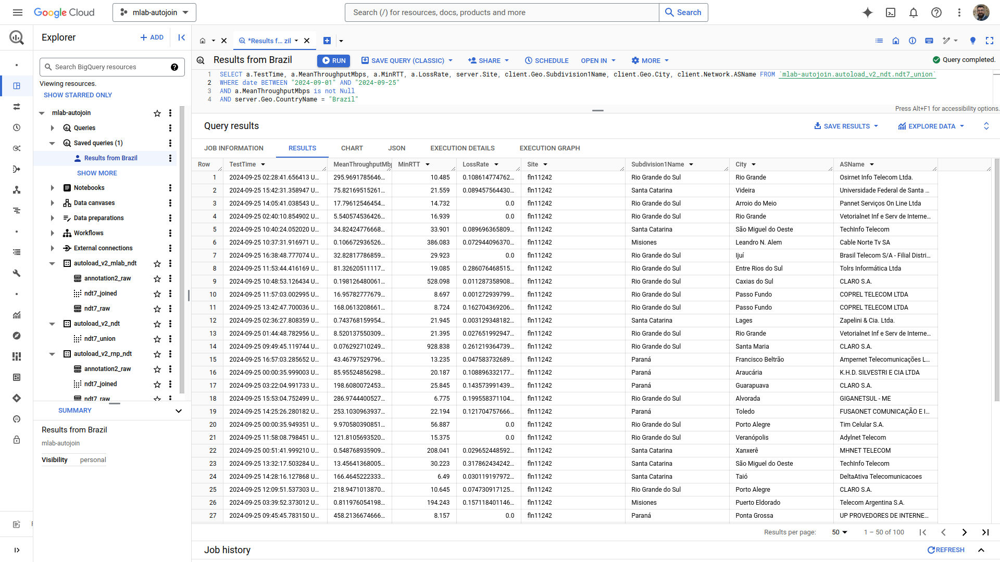 Google Cloud
mlab-autojoin
Search (/) for resources, docs, products and more
Search
Explorer
+ ADD
*Results f... zil
Search BigQuery resources
Viewing resources.
SHOW STARRED ONLY
mlab-autojoin
Queries
Saved queries (1)
Results from Brazil
SHOW MORE
Notebooks
Data canvases
Data preparations
Workflows
External connections
autoload_v2_mlab_ndt
annotation2_raw
ndt7_joined
ndt7_raw
autoload_v2_ndt
ndt7_union
autoload_v2_rnp_ndt
annotation2_raw
ndt7_joined
ndt7_raw
SUMMARY
Results from Brazil
mlab-autojoin
Visibility personal
Results from Brazil
RUN
SAVE QUERY (CLASSIC)
SHARE
SCHEDULE
OPEN IN
MORE
Query completed.
1 SELECT a.TestTime, a.MeanThroughputMbps, a.MinRTT, a.LossRate, server.Site, client.Geo.Subdivision1Name, client.Geo.City, client.Network.ASName FROM `mlab-autojoin.autoload_v2_ndt.ndt7_union`
2 WHERE date BETWEEN "2024-09-01" AND "2024-09-25"
3 AND a.MeanThroughputMbps is not Null
4 AND server.Geo.CountryName = "Brazil"
Press Alt+F1 for accessibility options.
Query results
SAVE RESULTS
EXPLORE DATA
JOB INFORMATION RESULTS CHART JSON EXECUTION DETAILS EXECUTION GRAPH
Row TestTime MeanThroughputMbp MinRTT LossRate Site Subdivision1Name City ASName
1 2024-09-25 02:28:41.656413 U... 295.9691785646... 10.485 0.108614774762... fln11242 Rio Grande do Sul Rio Grande Osirnet Info Telecom Ltda.
2 2024-09-25 15:42:31.358947 U... 75.82169515261... 21.559 0.089457564430... fln11242 Santa Catarina Videira Universidade Federal de Santa ...
3 2024-09-25 14:05:41.038543 U... 17.79612546454... 14.732 0.0 fln11242 Rio Grande do Sul Arroio do Meio Pannet Serviços On Line Ltda
4 2024-09-25 02:40:10.854902 U... 5.540574536426... 16.939 0.0 fln11242 Rio Grande do Sul Rio Grande Vetorialnet Inf e Serv de Interne...
5 2024-09-25 10:40:24.052020 U... 34.82424776668... 33.901 0.089696365809... fln11242 Santa Catarina São Miguel do Oeste TechInfo Telecom
6 2024-09-25 10:37:31.916971 U... 0.106672936526... 386.083 0.072944096370... fln11242 Misiones Leandro N. Alem Cable Norte Tv SA
7 2024-09-25 16:38:48.777074 U... 32.82817786859... 29.923 0.0 fln11242 Rio Grande do Sul Ijuí Brasil Telecom S/A - Filial Distri...
8 2024-09-25 11:53:44.416169 U... 81.32620511117... 19.085 0.286076468515... fln11242 Rio Grande do Sul Entre Rios do Sul Tolrs Informática Ltda
9 2024-09-25 10:48:53.126434 U... 0.198126480061... 528.098 0.011287358908... fln11242 Rio Grande do Sul Caxias do Sul CLARO S.A.
10 2024-09-25 11:57:03.002995 U... 16.95782777679... 8.697 0.001272939799... fln11242 Rio Grande do Sul Passo Fundo COPREL TELECOM LTDA
11 2024-09-25 13:42:47.700036 U... 168.0613208661... 8.724 0.162704369206... fln11242 Rio Grande do Sul Passo Fundo COPREL TELECOM LTDA
12 2024-09-25 02:36:27.808359 U... 0.743768159954... 21.945 0.003129348182... fln11242 Santa Catarina Lages Zapelini & Cia. Ltda.
13 2024-09-25 01:44:48.782956 U... 8.520137550309... 21.395 0.027651992947... fln11242 Rio Grande do Sul Rio Grande Vetorialnet Inf e Serv de Interne...
14 2024-09-25 09:49:45.119744 U... 0.076292710249... 928.838 0.261219364739... fln11242 Rio Grande do Sul Santa Maria CLARO S.A.
15 2024-09-25 16:57:03.285652 U... 43.46797529796... 13.235 0.047583732689... fln11242 Paraná Francisco Beltrão Ampernet Telecomunicações L...
16 2024-09-25 00:00:35.999003 U... 85.95524856298... 20.187 0.108896332177... fln11242 Paraná Araucária K.H.D. SILVESTRI E CIA LTDA
17 2024-09-25 03:22:04.991733 U... 198.6080072453... 25.845 0.143573991439... fln11242 Paraná Guarapuava CLARO S.A.
18 2024-09-25 15:53:04.752499 U... 286.9744400527... 6.775 0.199558371104... fln11242 Rio Grande do Sul Alvorada GIGANETSUL - ME
19 2024-09-25 14:25:26.280182 U... 253.1030963937... 22.194 0.121704757666... fln11242 Paraná Toledo FUSAONET COMUNICAÇÃO E I...
20 2024-09-25 00:00:35.949351 U... 9.970580390851... 56.887 0.0 fln11242 Rio Grande do Sul Porto Alegre Tim Celular S.A.
21 2024-09-25 11:58:08.798451 U... 121.8105693520... 15.375 0.0 fln11242 Rio Grande do Sul Veranópolis Adylnet Telecom
22 2024-09-25 00:51:41.999210 U... 0.548768935909... 208.041 0.029652448592... fln11242 Santa Catarina Xanxerê MHNET TELECOM
23 2024-09-25 13:32:17.503284 U... 13.45641368005... 30.223 0.317862434242... fln11242 Santa Catarina São Miguel do Oeste TechInfo Telecom
24 2024-09-25 14:28:16.127868 U... 166.4645222333... 6.49 0.030119197972... fln11242 Santa Catarina Taió DeltaAtiva Telecomunicacoes
25 2024-09-25 12:09:51.537303 U... 218.9471013870... 10.645 0.074730917125... fln11242 Rio Grande do Sul Porto Alegre CLARO S.A.
26 2024-09-25 03:39:52.373012 U... 0.811976054198... 194.243 0.157118401146... fln11242 Misiones Puerto Eldorado Telecom Argentina S.A.
27 2024-09-25 09:45:45.783150 U... 458.2136674666... 8.157 0.0 fln11242 Paraná Ponta Grossa UP PROVEDORES DE INTERNE...
Results per page: 50 1 – 50 of 100
Job history
REFRESH